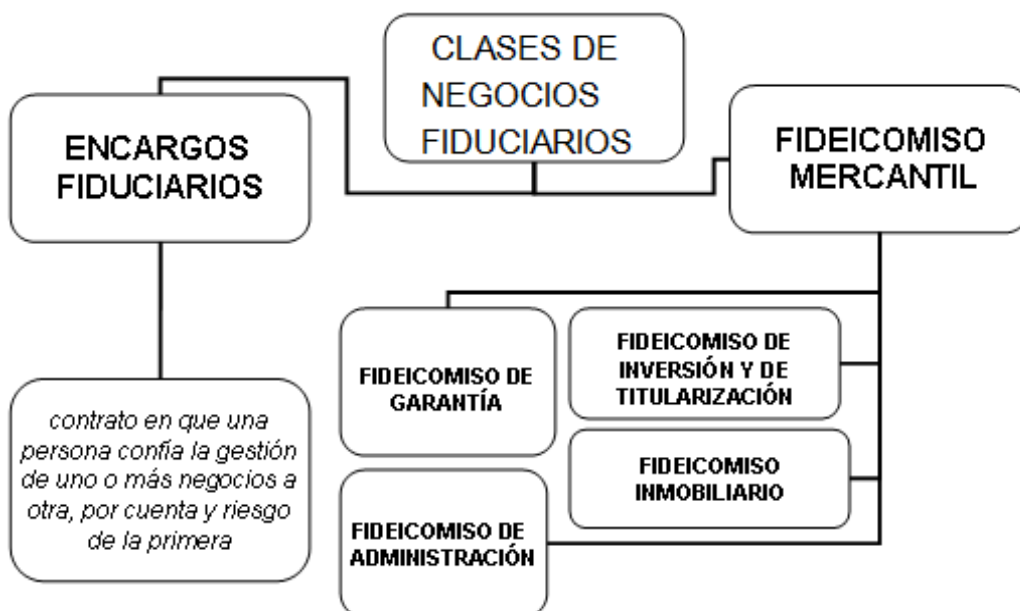 CLASES DE
NEGOCIOS
FIDUCIARIOS
ENCARGOS
FIDUCIARIOS
FIDEICOMISO
MERCANTIL
contrato en que una
persona confía la gestión
de uno o más negocios a
otra, por cuenta y riesgo
de la primera
FIDEICOMISO DE
GARANTÍA
FIDEICOMISO DE
INVERSIÓN Y DE
TITULARIZACIÓN
FIDEICOMISO
INMOBILIARIO
FIDEICOMISO DE
ADMINISTRACIÓN